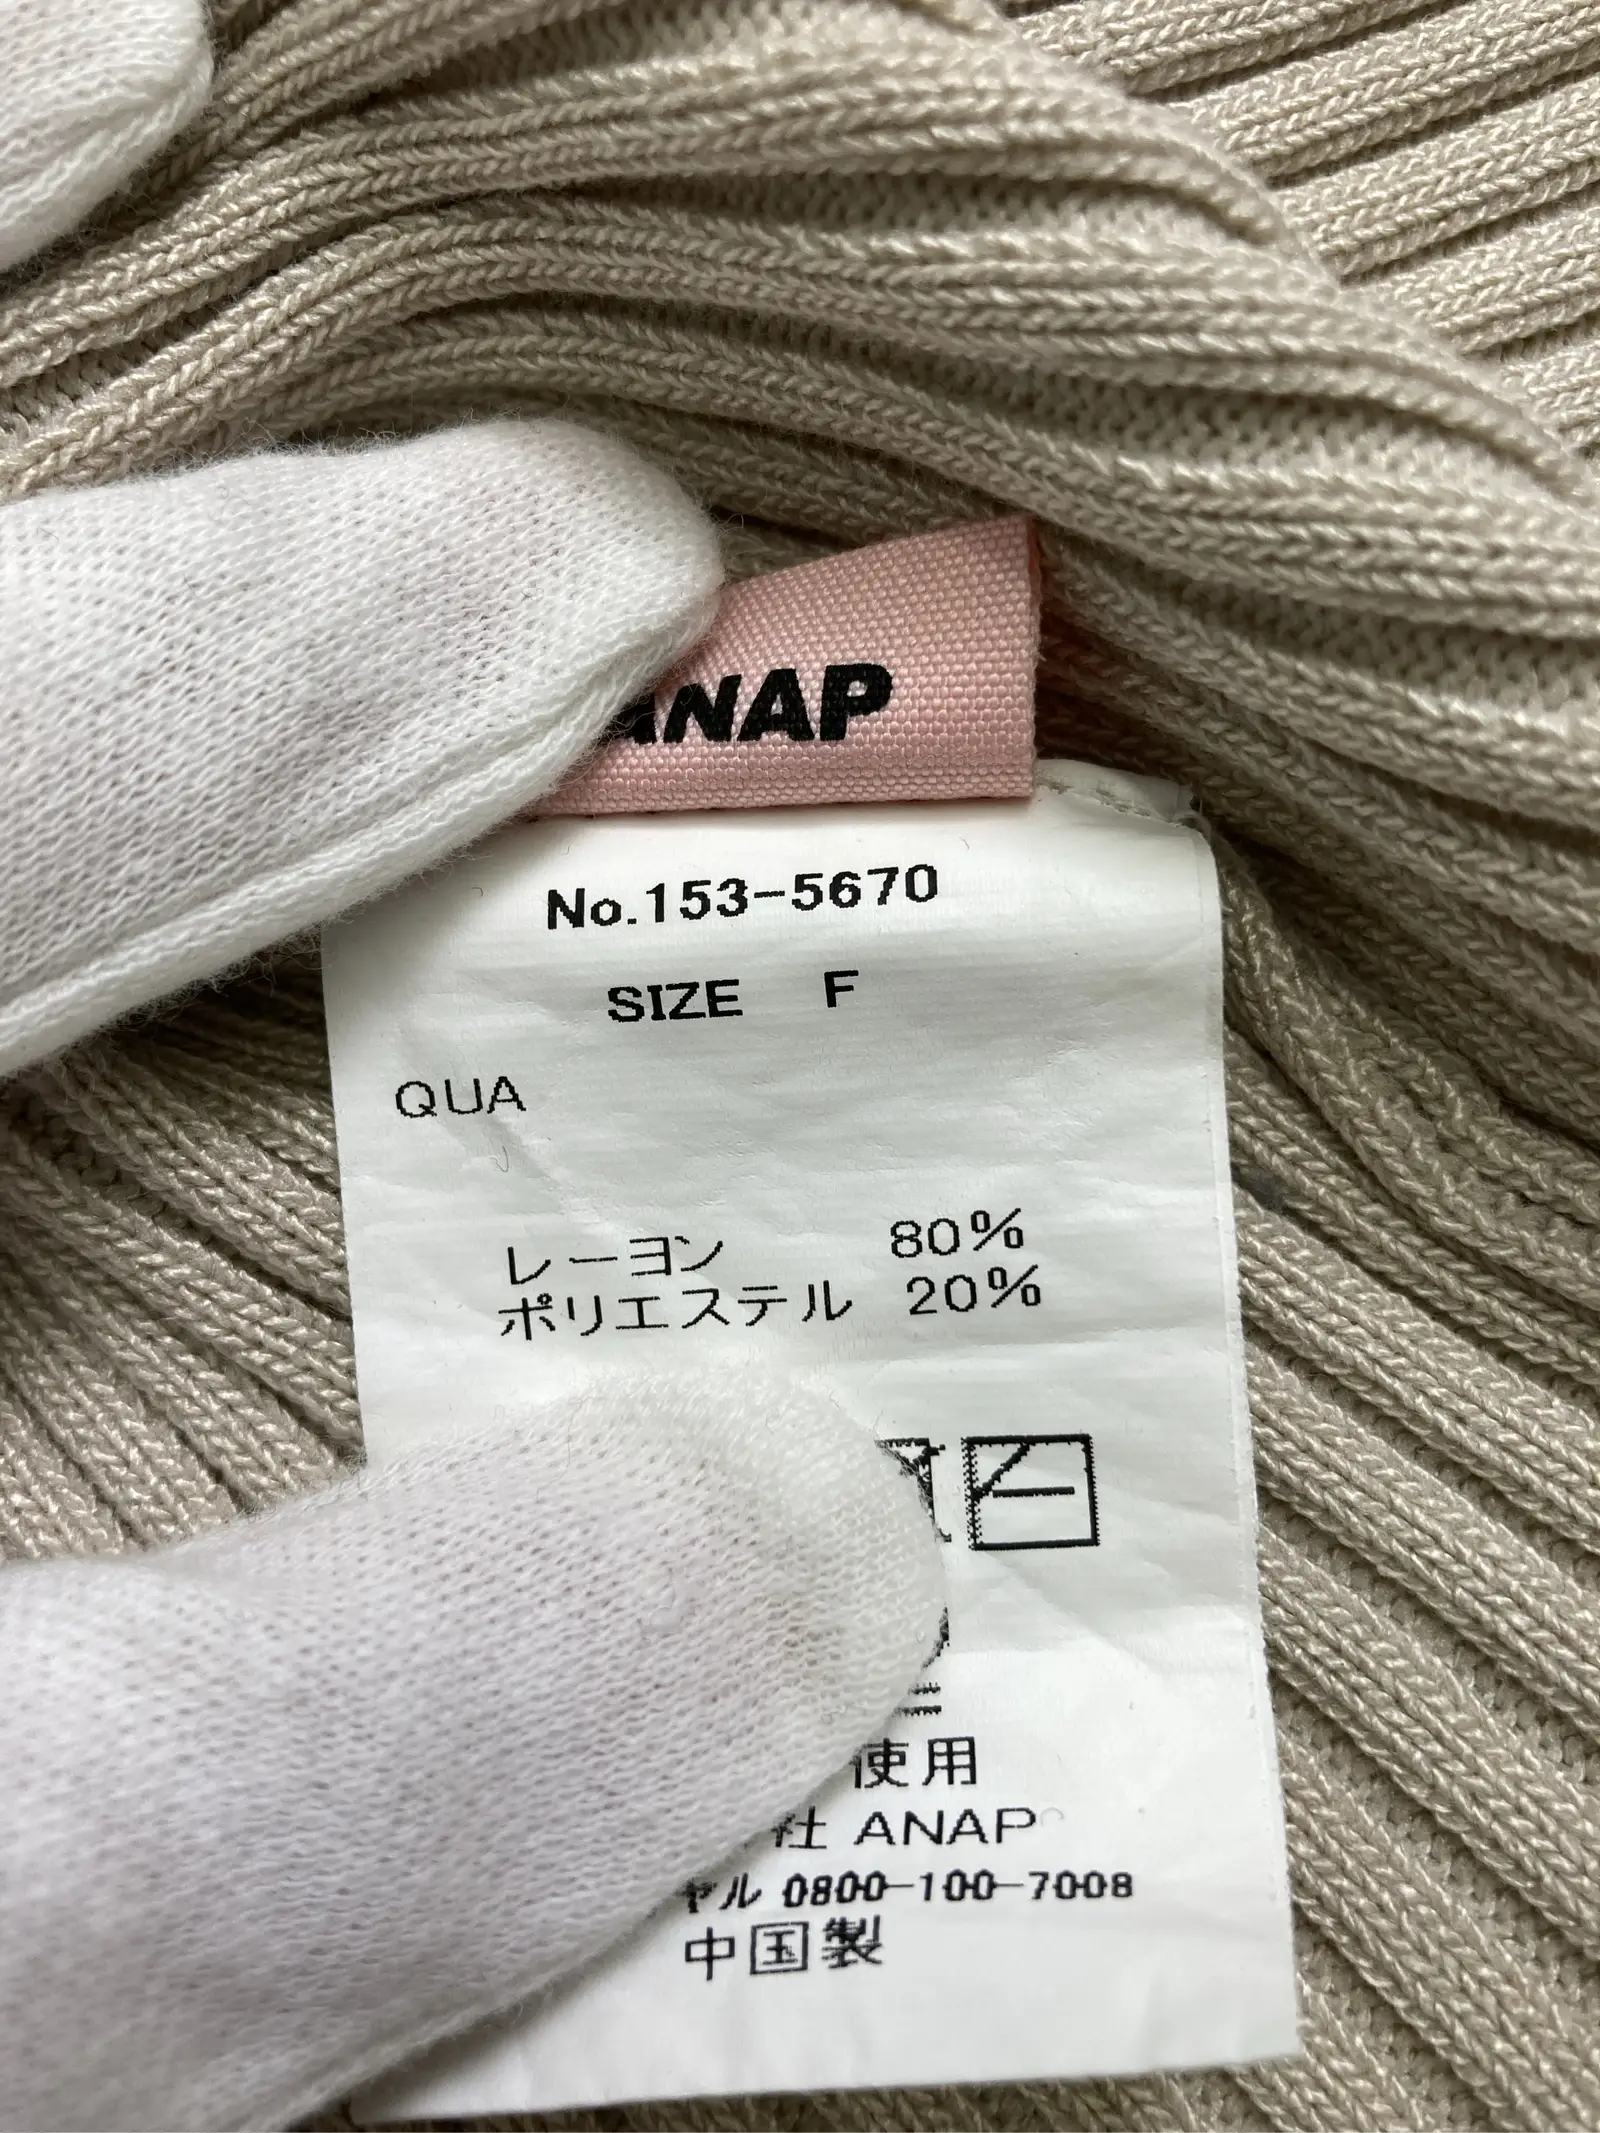 ANAP
No.153-5670
SIZE F
QUA
レーヨン 80%
ポリエステル 20%
使用
社 ANAP
ヤル 0800-100-7008
中国製